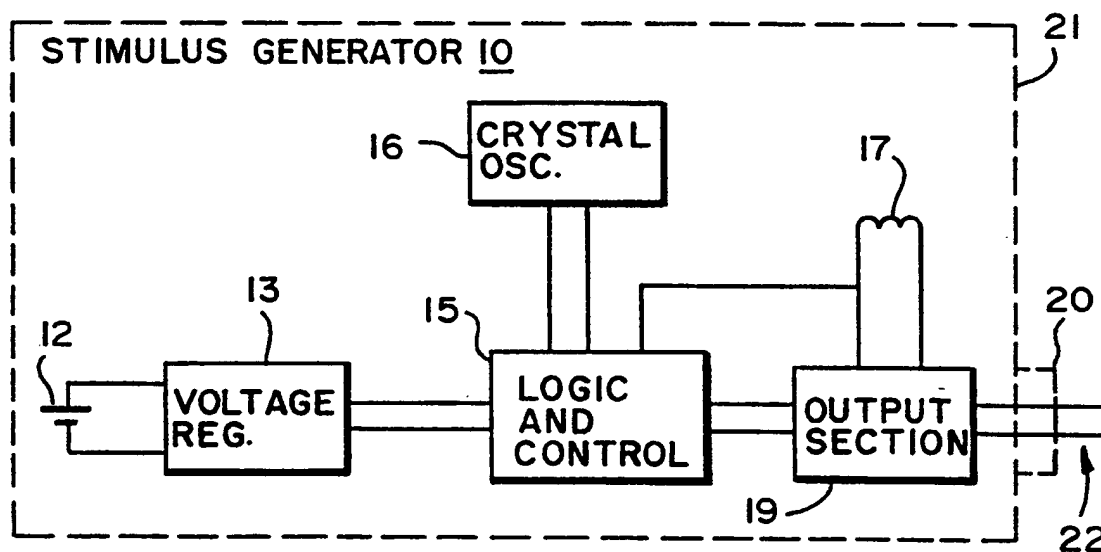 STIMULUS GENERATOR 10
21
CRYSTAL
OSC.
16
17
13
15
20
12
VOLTAGE
REG.
LOGIC
AND
CONTROL
OUTPUT
SECTION
19
22